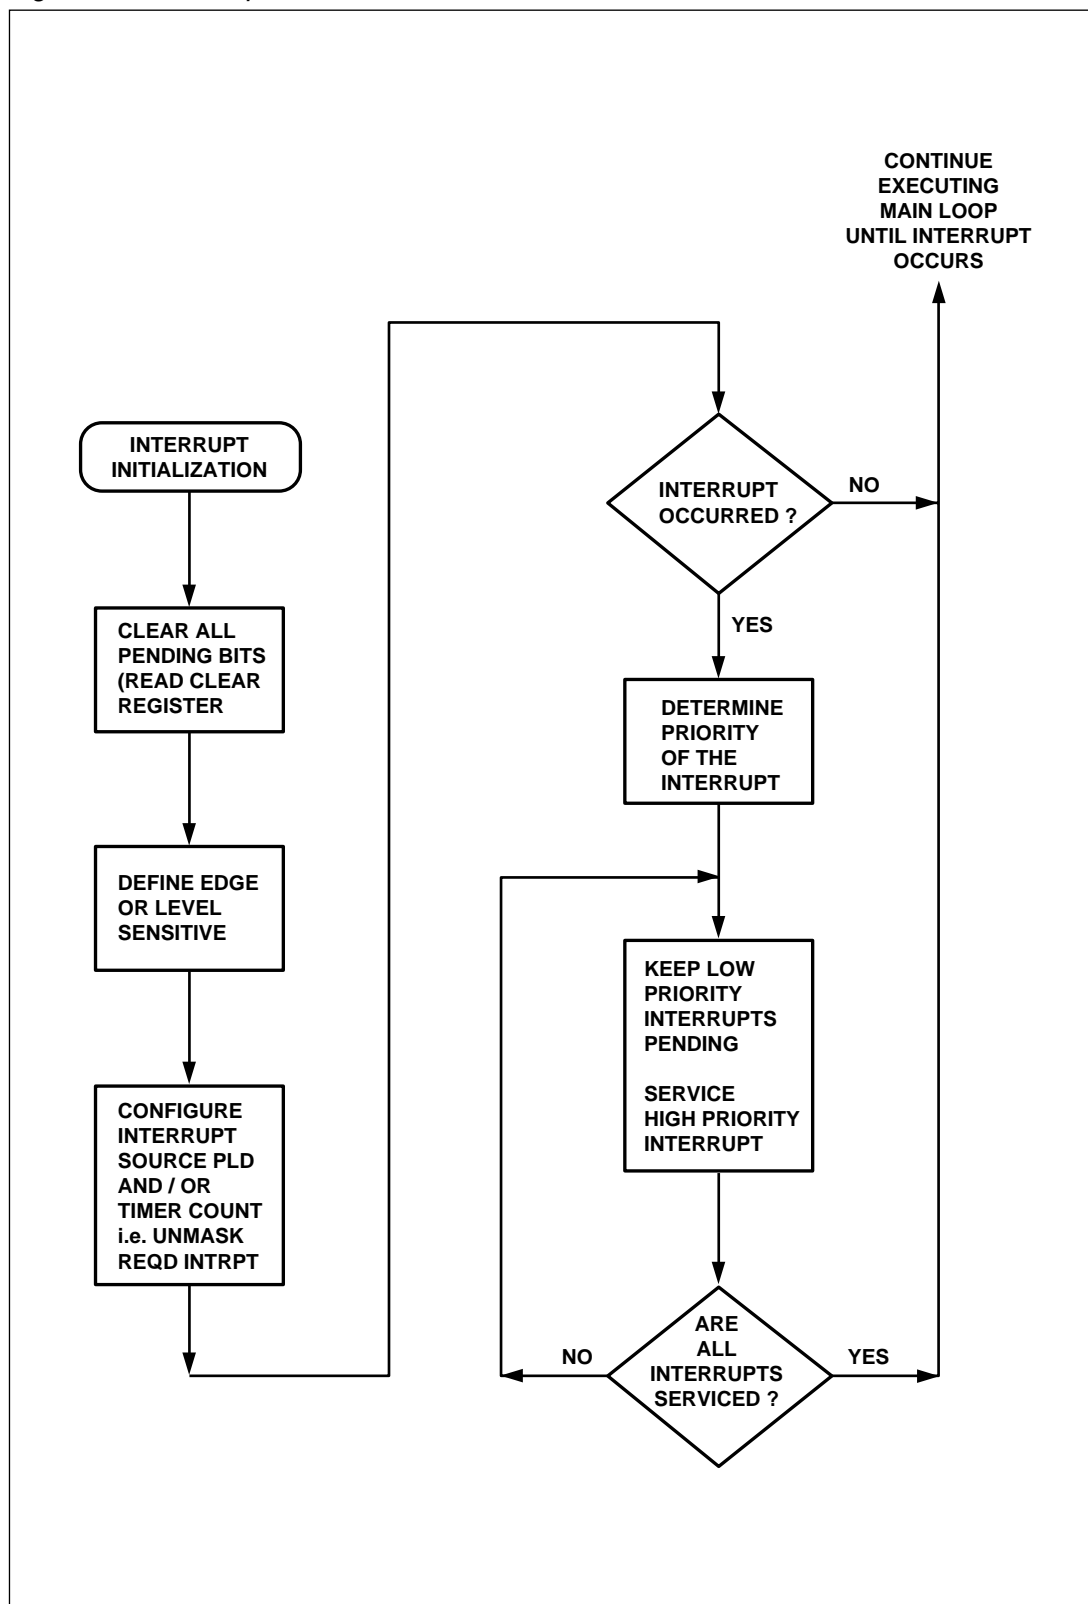 INTERRUPT
INITIALIZATION
CLEAR ALL
PENDING BITS
(READ CLEAR
REGISTER
DEFINE EDGE
OR LEVEL
SENSITIVE
CONFIGURE
INTERRUPT
SOURCE PLD
AND / OR
TIMER COUNT
i.e. UNMASK
REQD INTRPT
CONTINUE
EXECUTING
MAIN LOOP
UNTIL INTERRUPT
OCCURS
INTERRUPT
OCCURRED ?
NO
YES
DETERMINE
PRIORITY
OF THE
INTERRUPT
KEEP LOW
PRIORITY
INTERRUPTS
PENDING
SERVICE
HIGH PRIORITY
INTERRUPT
ARE
ALL
INTERRUPTS
SERVICED ?
NO
YES